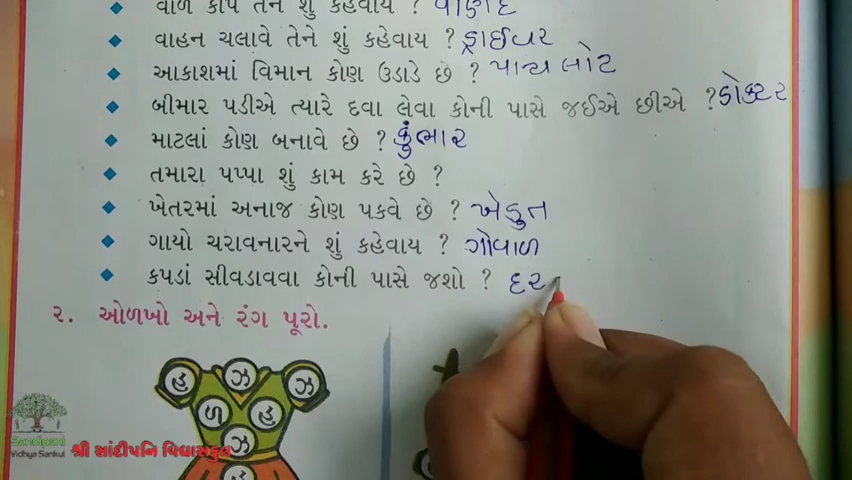 વાળ કાપે તેને શું કહેવાય ? વાણંદ
વાહન ચલાવે તેને શું કહેવાય ? ડ્રાઈવર
આકાશમાં વિમાન કોણ ઉડાડે છે ? પાયલોટ
બીમાર પડીએ ત્યારે દવા લેવા કોની પાસે જઈએ છીએ ? ડોક્ટર
માટલાં કોણ બનાવે છે ? કુંભાર
તમારા પપ્પા શું કામ કરે છે ?
ખેતરમાં અનાજ કોણ પકવે છે ? ખેડુત
ગાયો ચરાવનારને શું કહેવાય ? ગોવાળ
કપડાં સીવડાવવા કોની પાસે જશો ? દર
૨. ઓળખો અને રંગ પૂરો.
હ ઝ ઝ
ળ હ
ઝ
હ
Sandipani
Vidhya Sankul
શ્રી સાંદીપનિ વિદ્યાસંકુલ